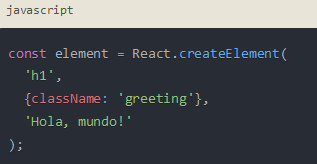 javascript
const element = React.createElement(
  'h1',
  {className: 'greeting'},
  'Hola, mundo!'
);